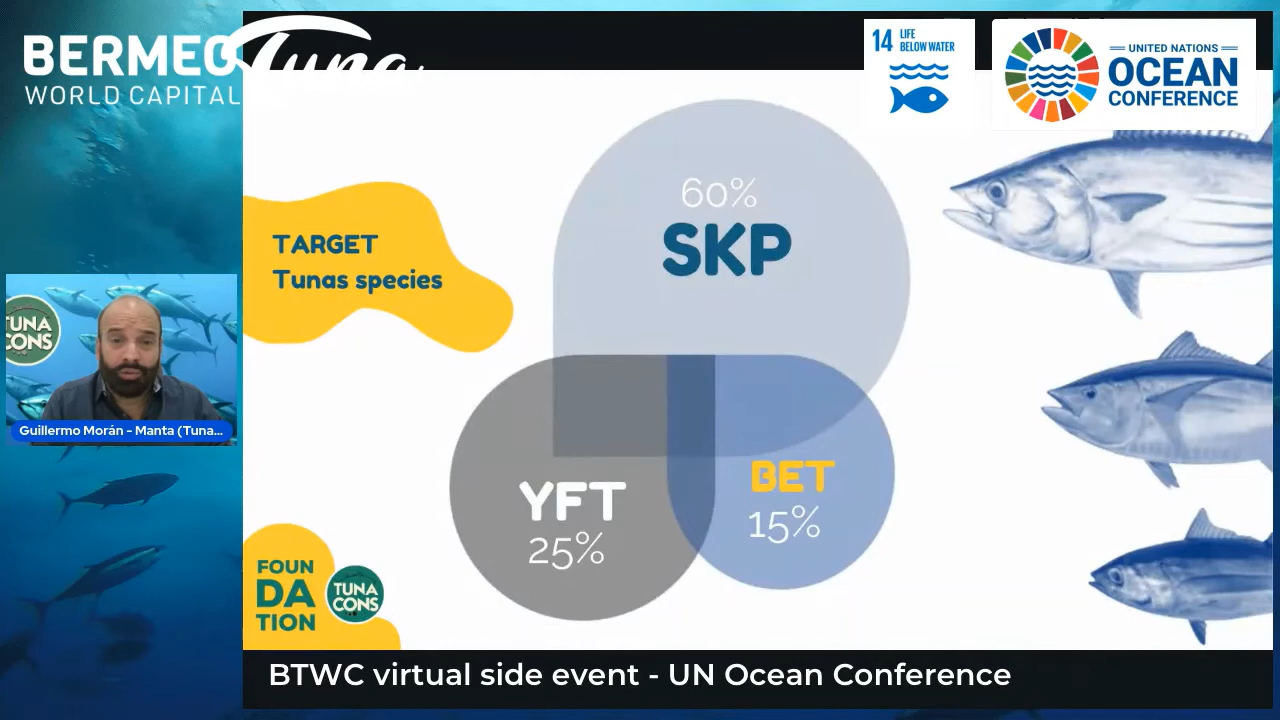 BERMEO Tuna
WORLD CAPITAL
14 LIFE
BELOW WATER
UNITED NATIONS
OCEAN
CONFERENCE
60%
SKP
TARGET
Tunas species
TUNA
CONS
Guillermo Morán - Manta (Tuna...
YFT
25%
BET
15%
FOUN
DA
TION
TUNA
CONS
BTWC virtual side event - UN Ocean Conference